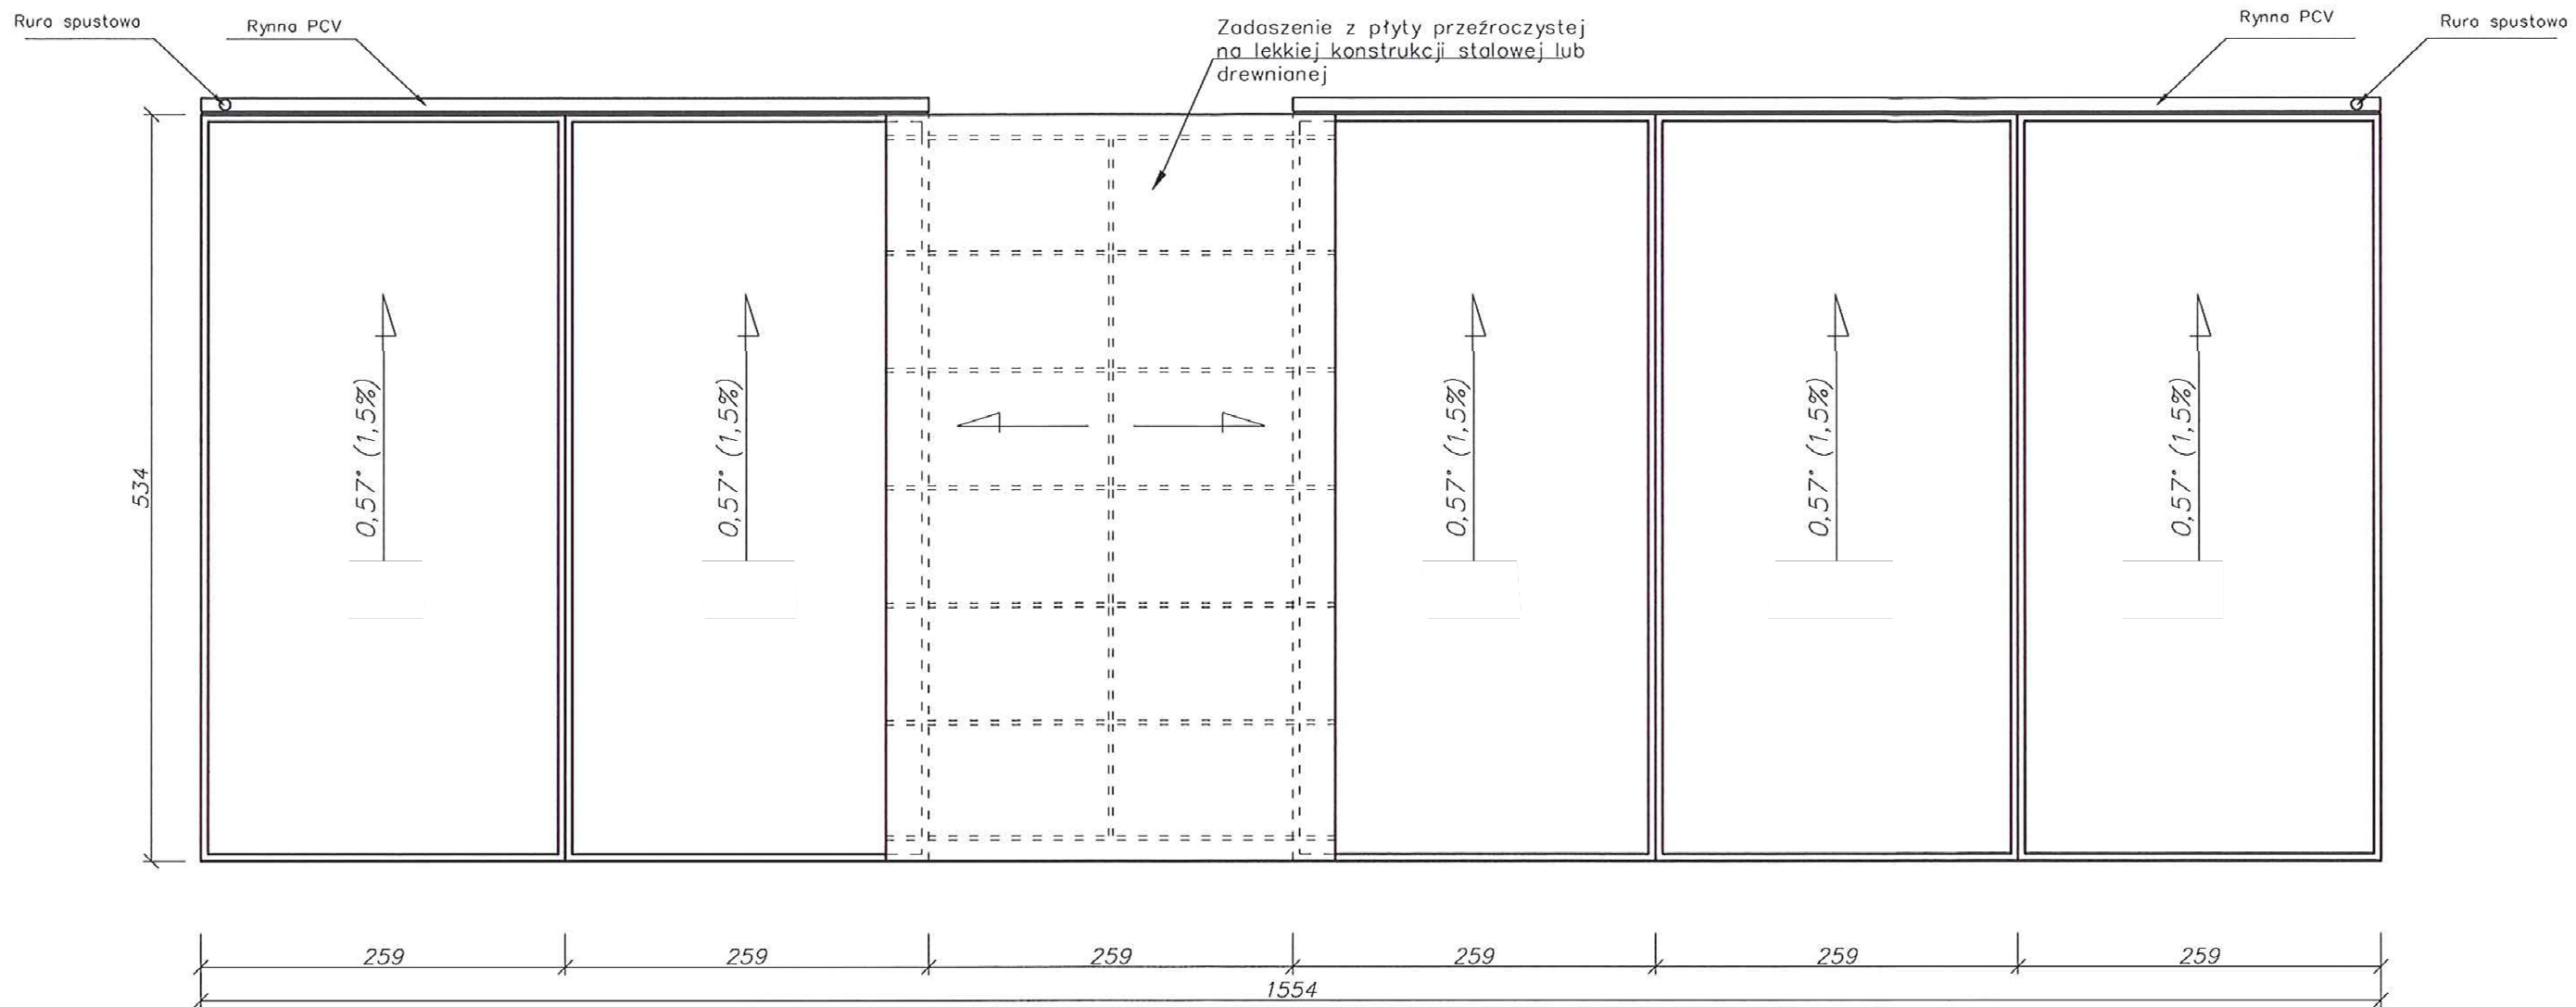 Rura spustowa
Rynna PCV
Zadaszenie z płyty przeźroczystej
na lekkiej konstrukcji stalowej lub
drewnianej
Rynna PCV
Rura spustowa
534
0,57° (1,5%)
0,57° (1,5%)
0,57° (1,5%)
0,57° (1,5%)
0,57° (1,5%)
259
259
259
259
259
259
1554